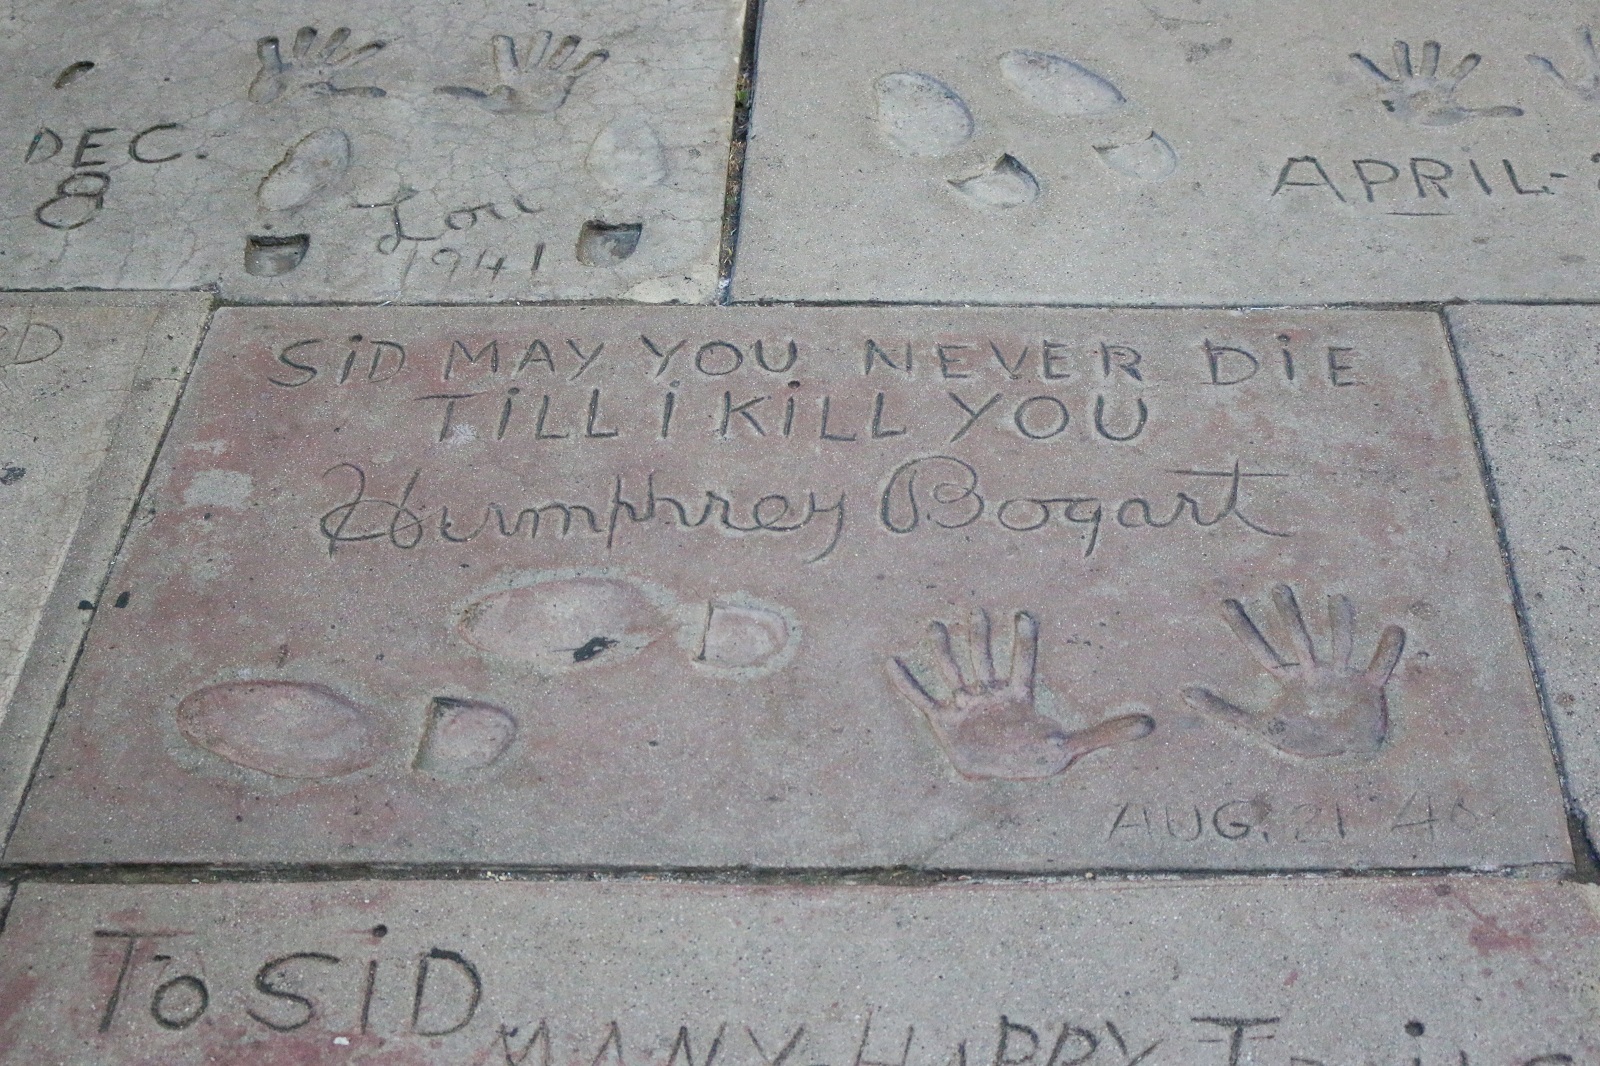 DEC.
8
Lou
1941
APRIL-
SiD MAY YOU NEVER DiE
TiLL i KiLL YOU
Humphrey Bogart
AUG. 21 46
To SiD
MANY HAPPY